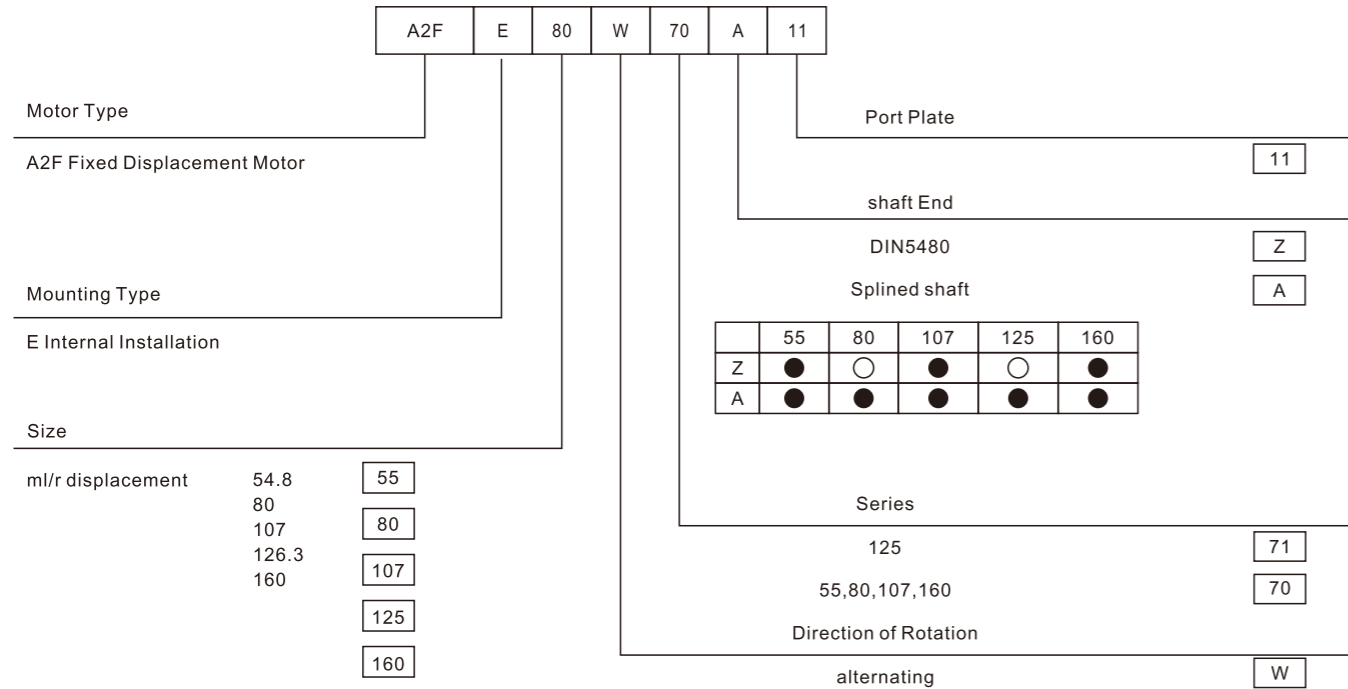 A2F E 80 W 70 A 11
Motor Type
A2F Fixed Displacement Motor
Mounting Type
E Internal Installation
Size
ml/r displacement 54.8 55
80 80
107 107
126.3 125
160 160
Port Plate
11
shaft End
DIN5480 Z
Splined shaft A
55 80 107 125 160
Z ● ○ ● ○ ●
A ● ● ● ● ●
Series
125 71
55,80,107,160 70
Direction of Rotation
alternating W